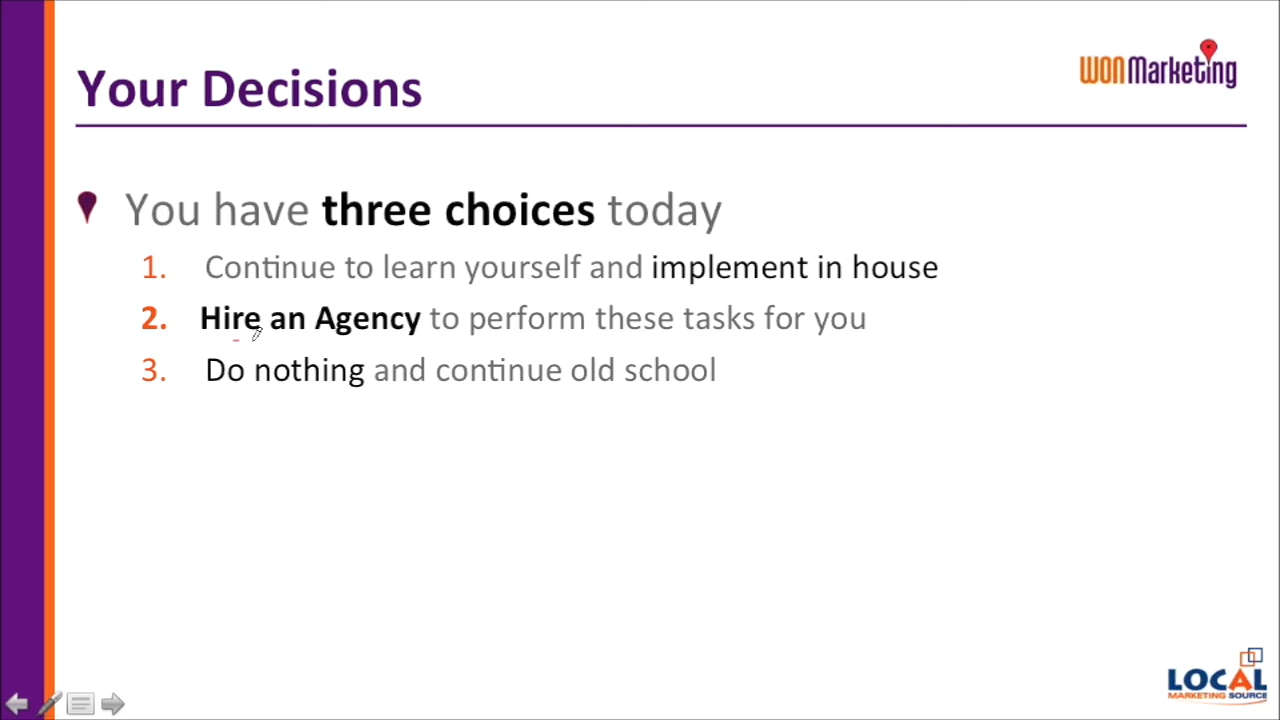 Your Decisions
WON Marketing
You have three choices today
1. Continue to learn yourself and implement in house
2. Hire an Agency to perform these tasks for you
3. Do nothing and continue old school
LOCAL
MARKETING SOURCE